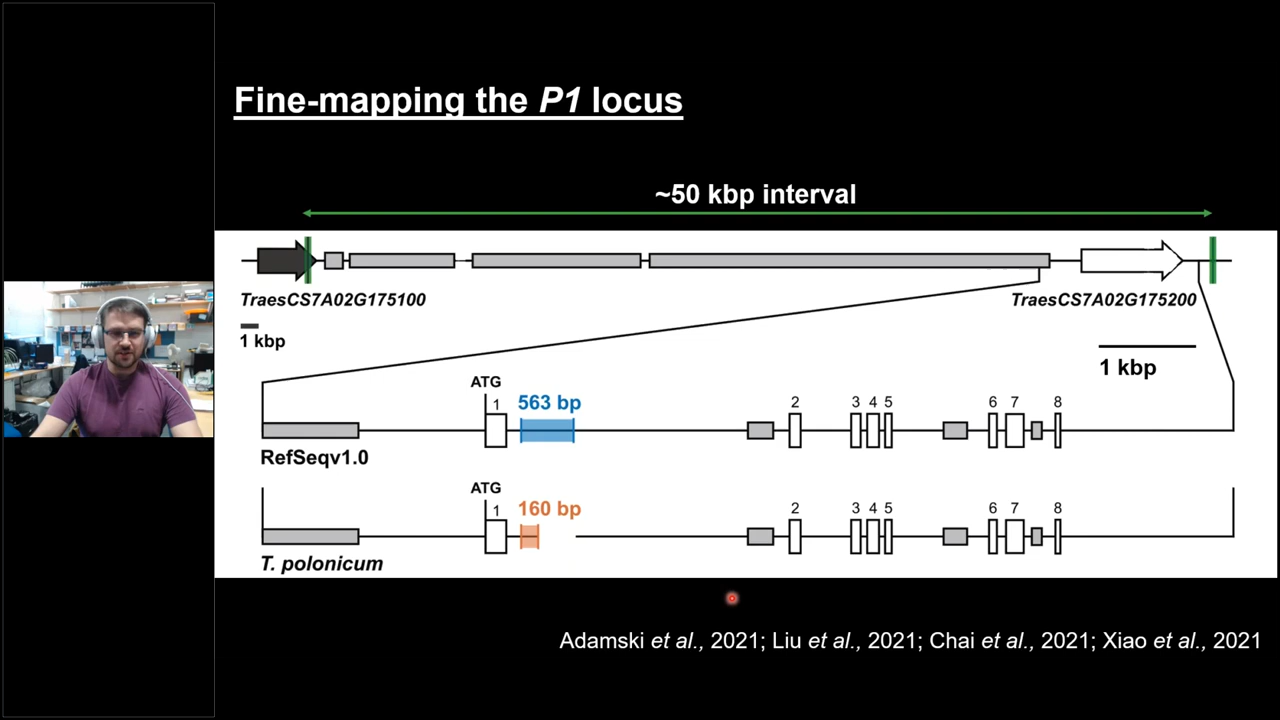 Fine-mapping the P1 locus
~50 kbp interval
TraesCS7A02G175100
TraesCS7A02G175200
1 kbp
1 kbp
ATG
1
563 bp
2
3
4
5
6
7
8
RefSeqv1.0
ATG
1
160 bp
2
3
4
5
6
7
8
T. polonicum
Adamski et al., 2021; Liu et al., 2021; Chai et al., 2021; Xiao et al., 2021